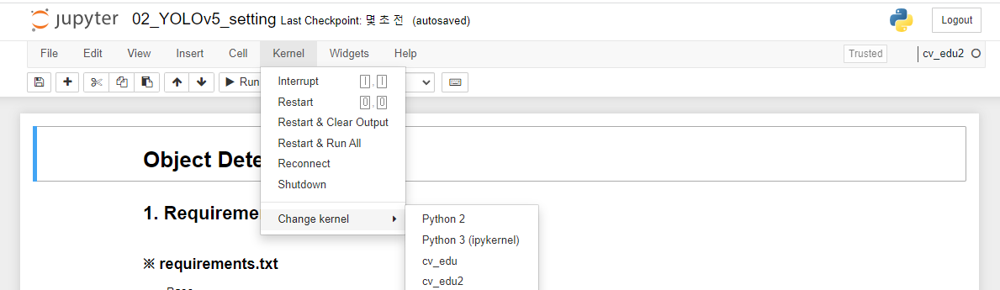 jupyter 02_YOLOv5_setting Last Checkpoint: 몇 초 전 (autosaved) Logout
File Edit View Insert Cell Kernel Widgets Help Trusted cv_edu2
Run
Interrupt I , I
Restart 0 , 0
Restart & Clear Output
Restart & Run All
Reconnect
Shutdown
Change kernel
Python 2
Python 3 (ipykernel)
cv_edu
cv_edu2
Object Dete
1. Requireme
※ requirements.txt